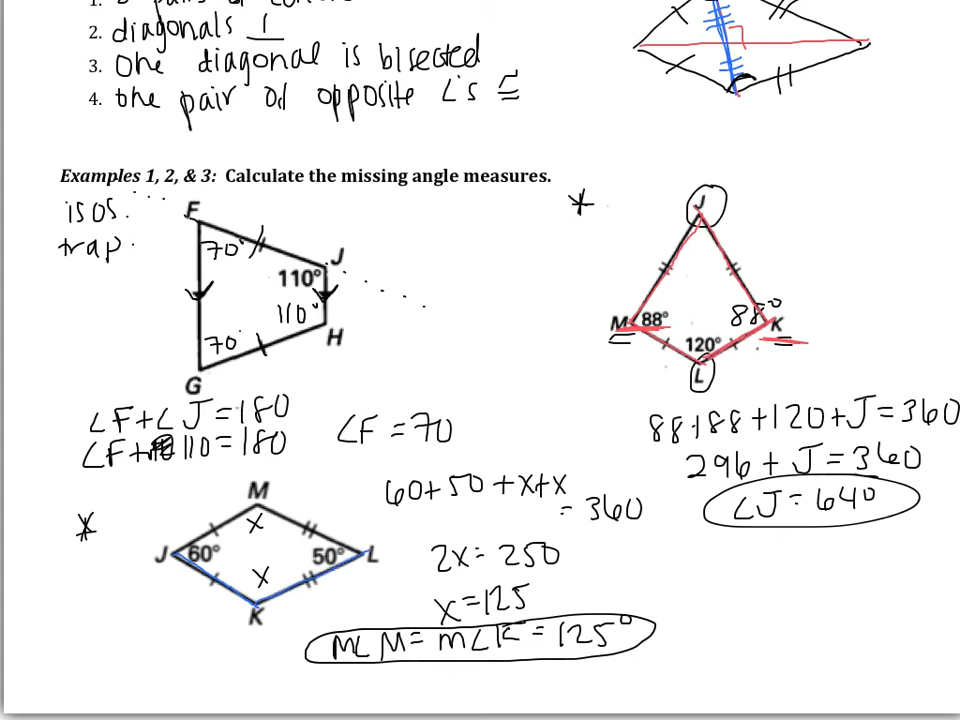 1.
2. diagonals ⊥
3. One diagonal is bisected
4. One pair of opposite ∠s ≅
Examples 1, 2, & 3: Calculate the missing angle measures.
isos.
trap.
F
70°
J
110°
110°
70°
H
G
∠F+∠J=180
∠F+110=180
∠F=70
*
J
M
88°
88°
K
120°
L
88+88+120+J=360
296+J=360
∠J=64°
*
M
x
J
60°
50°
L
x
K
60+50+x+x
=360
2x=250
x=125
m∠M=m∠K=125°